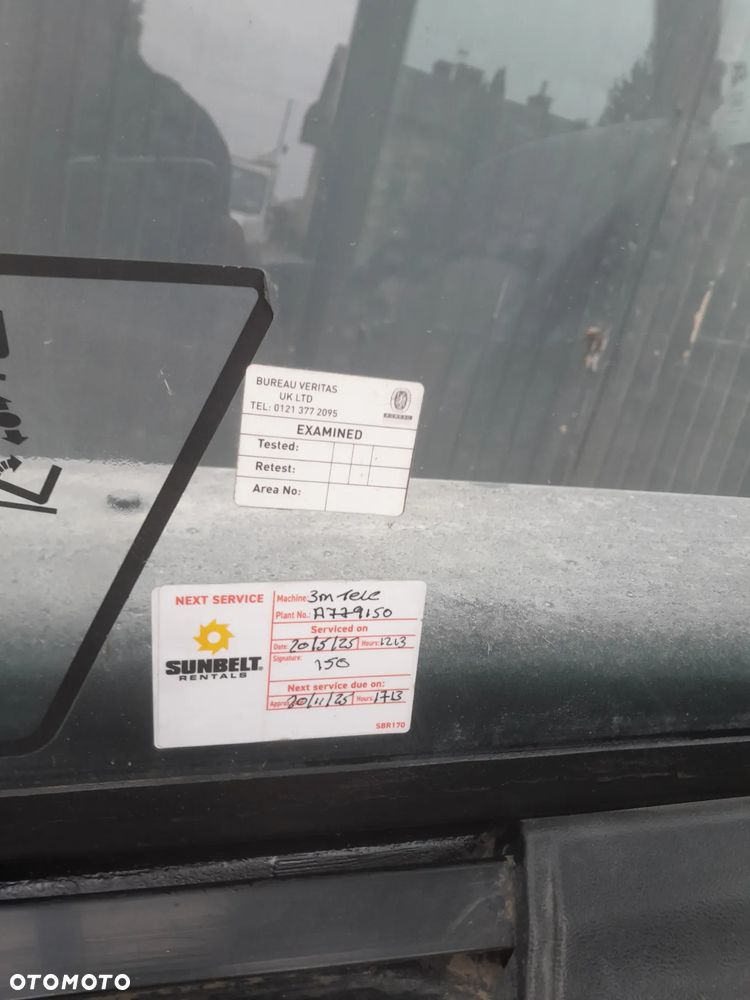 BUREAU VERITAS
UK LTD
TEL: 0121 377 2095
BUREAU
EXAMINED
Tested:
Retest:
Area No:
NEXT SERVICE
SUNBELT
RENTALS
Machine: 3m Tele
Plant No.: A779150
Serviced on
Date: 20/5/25 Hours: 1213
Signature: 150
Next service due on:
Approx 20/11/25 Hours: 1713
SBR170
OTOMOTO